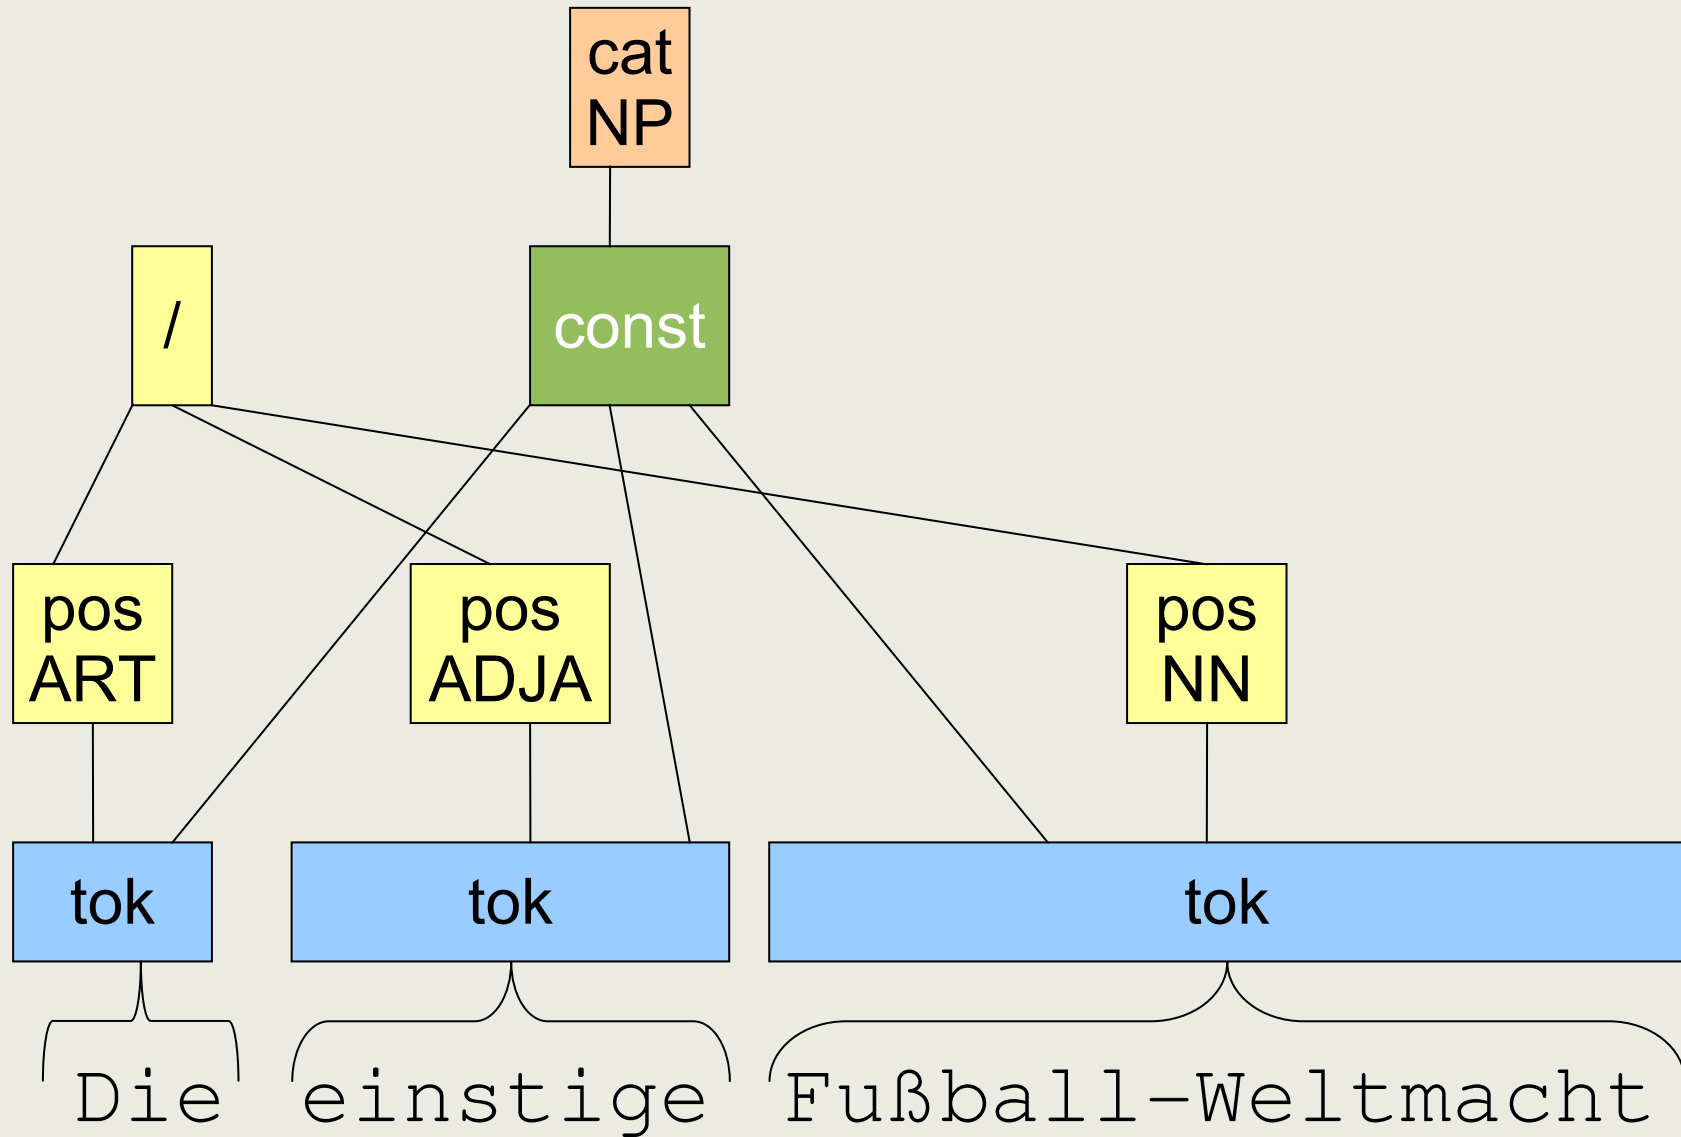 cat
NP
/
const
pos
ART
pos
ADJA
pos
NN
tok
tok
tok
Die einstige Fußball-Weltmacht